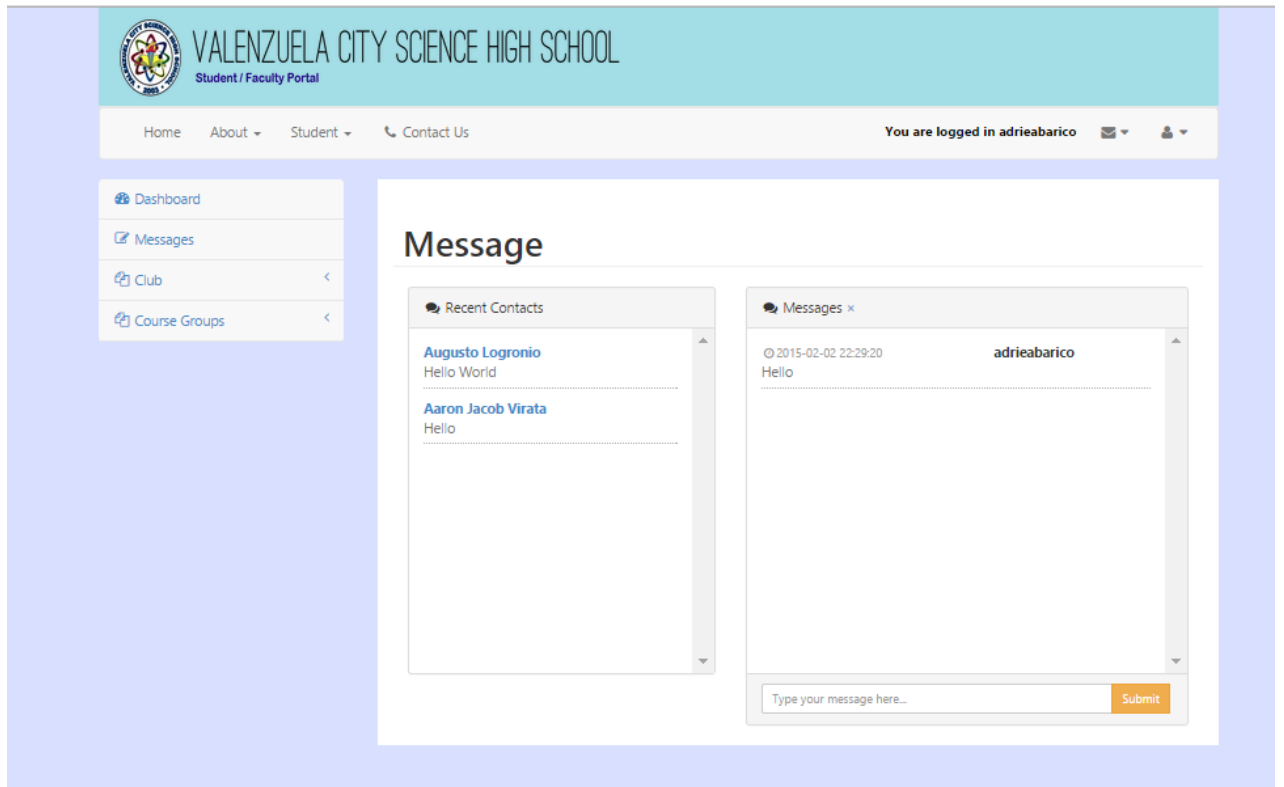 VALENZUELA CITY SCIENCE HIGH SCHOOL
Student / Faculty Portal
Home About Student Contact Us You are logged in adrieabarico
Dashboard
Messages
Club
Course Groups
Message
Recent Contacts
Augusto Logronio
Hello World
Aaron Jacob Virata
Hello
Messages ×
2015-02-02 22:29:20 adrieabarico
Hello
Type your message here...
Submit
2003